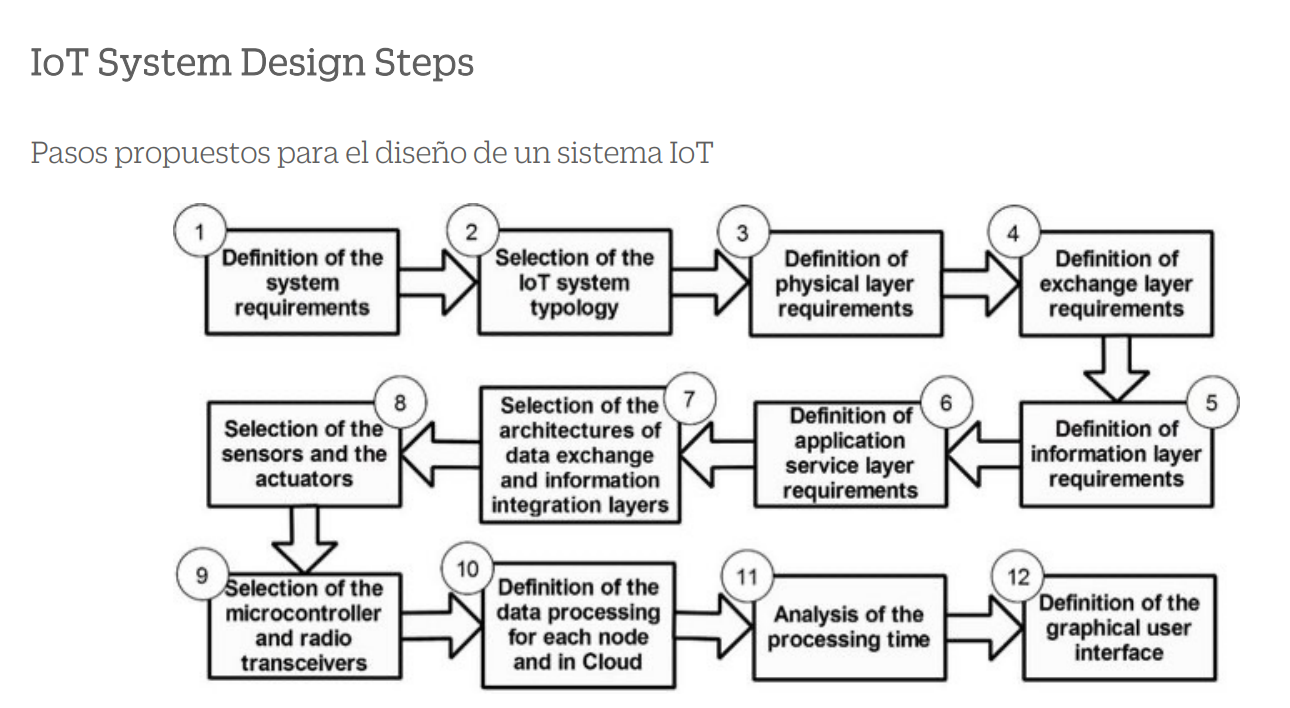 IoT System Design Steps
Pasos propuestos para el diseño de un sistema IoT
1
Definition of the
system
requirements
2
Selection of the
IoT system
typology
3
Definition of
physical layer
requirements
4
Definition of
exchange layer
requirements
5
Definition of
information layer
requirements
6
Definition of
application
service layer
requirements
7
Selection of the
architectures of
data exchange
and information
integration layers
8
Selection of the
sensors and the
actuators
9
Selection of the
microcontroller
and radio
transceivers
10
Definition of the
data processing
for each node
and in Cloud
11
Analysis of the
processing time
12
Definition of the
graphical user
interface